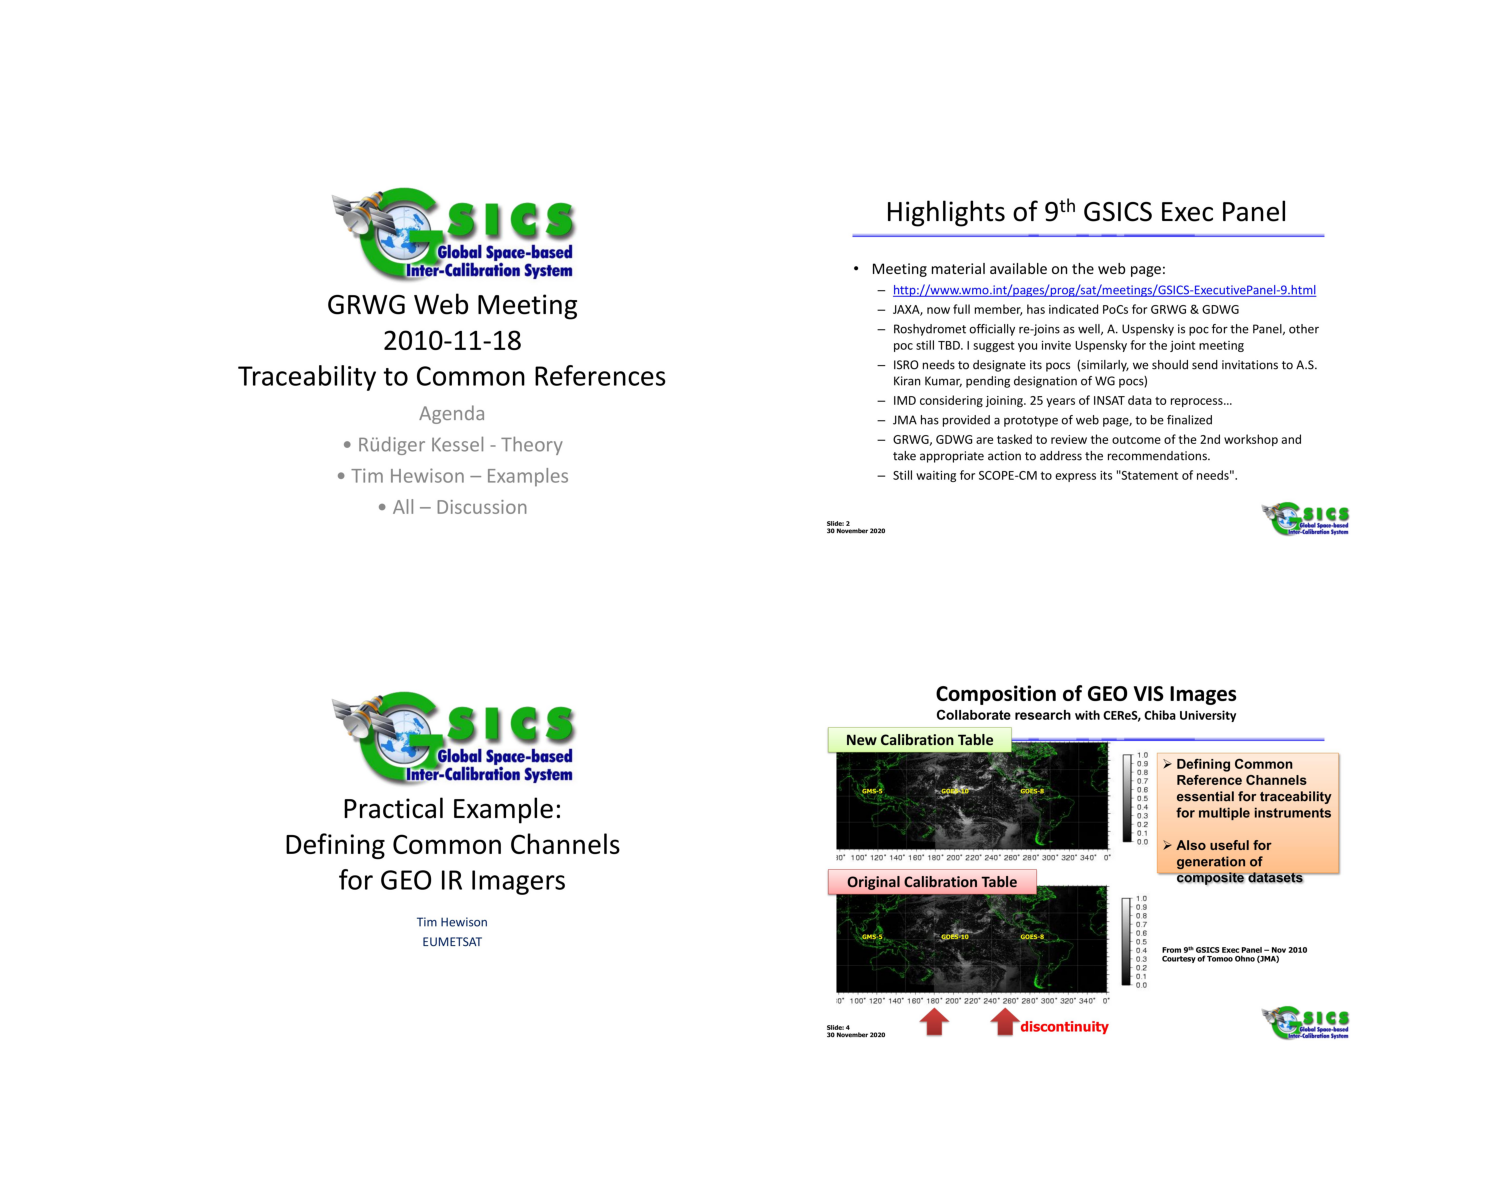 GSICS
Global Space-based
Inter-Calibration System
GRWG Web Meeting
2010-11-18
Traceability to Common References
Agenda
• Rüdiger Kessel - Theory
• Tim Hewison – Examples
• All – Discussion
Highlights of 9th GSICS Exec Panel
• Meeting material available on the web page:
– http://www.wmo.int/pages/prog/sat/meetings/GSICS-ExecutivePanel-9.html
– JAXA, now full member, has indicated PoCs for GRWG & GDWG
– Roshydromet officially re-joins as well, A. Uspensky is poc for the Panel, other
poc still TBD. I suggest you invite Uspensky for the joint meeting
– ISRO needs to designate its pocs (similarly, we should send invitations to A.S.
Kiran Kumar, pending designation of WG pocs)
– IMD considering joining. 25 years of INSAT data to reprocess...
– JMA has provided a prototype of web page, to be finalized
– GRWG, GDWG are tasked to review the outcome of the 2nd workshop and
take appropriate action to address the recommendations.
– Still waiting for SCOPE-CM to express its "Statement of needs".
Slide: 2
30 November 2020
GSICS
Global Space-based
Inter-Calibration System
GSICS
Global Space-based
Inter-Calibration System
Practical Example:
Defining Common Channels
for GEO IR Imagers
Tim Hewison
EUMETSAT
Composition of GEO VIS Images
Collaborate research with CEReS, Chiba University
New Calibration Table
GMS-5 GOES-10 GOES-8
1.0
0.9
0.8
0.7
0.6
0.5
0.4
0.3
0.2
0.1
0.0
100° 120° 140° 160° 180° 200° 220° 240° 260° 280° 300° 320° 340° 0°
➢ Defining Common
Reference Channels
essential for traceability
for multiple instruments
➢ Also useful for
generation of
composite datasets
Original Calibration Table
GMS-5 GOES-10 GOES-8
1.0
0.9
0.8
0.7
0.6
0.5
0.4
0.3
0.2
0.1
0.0
100° 120° 140° 160° 180° 200° 220° 240° 260° 280° 300° 320° 340° 0°
From 9th GSICS Exec Panel – Nov 2010
Courtesy of Tomoo Ohno (JMA)
discontinuity
Slide: 4
30 November 2020
GSICS
Global Space-based
Inter-Calibration System